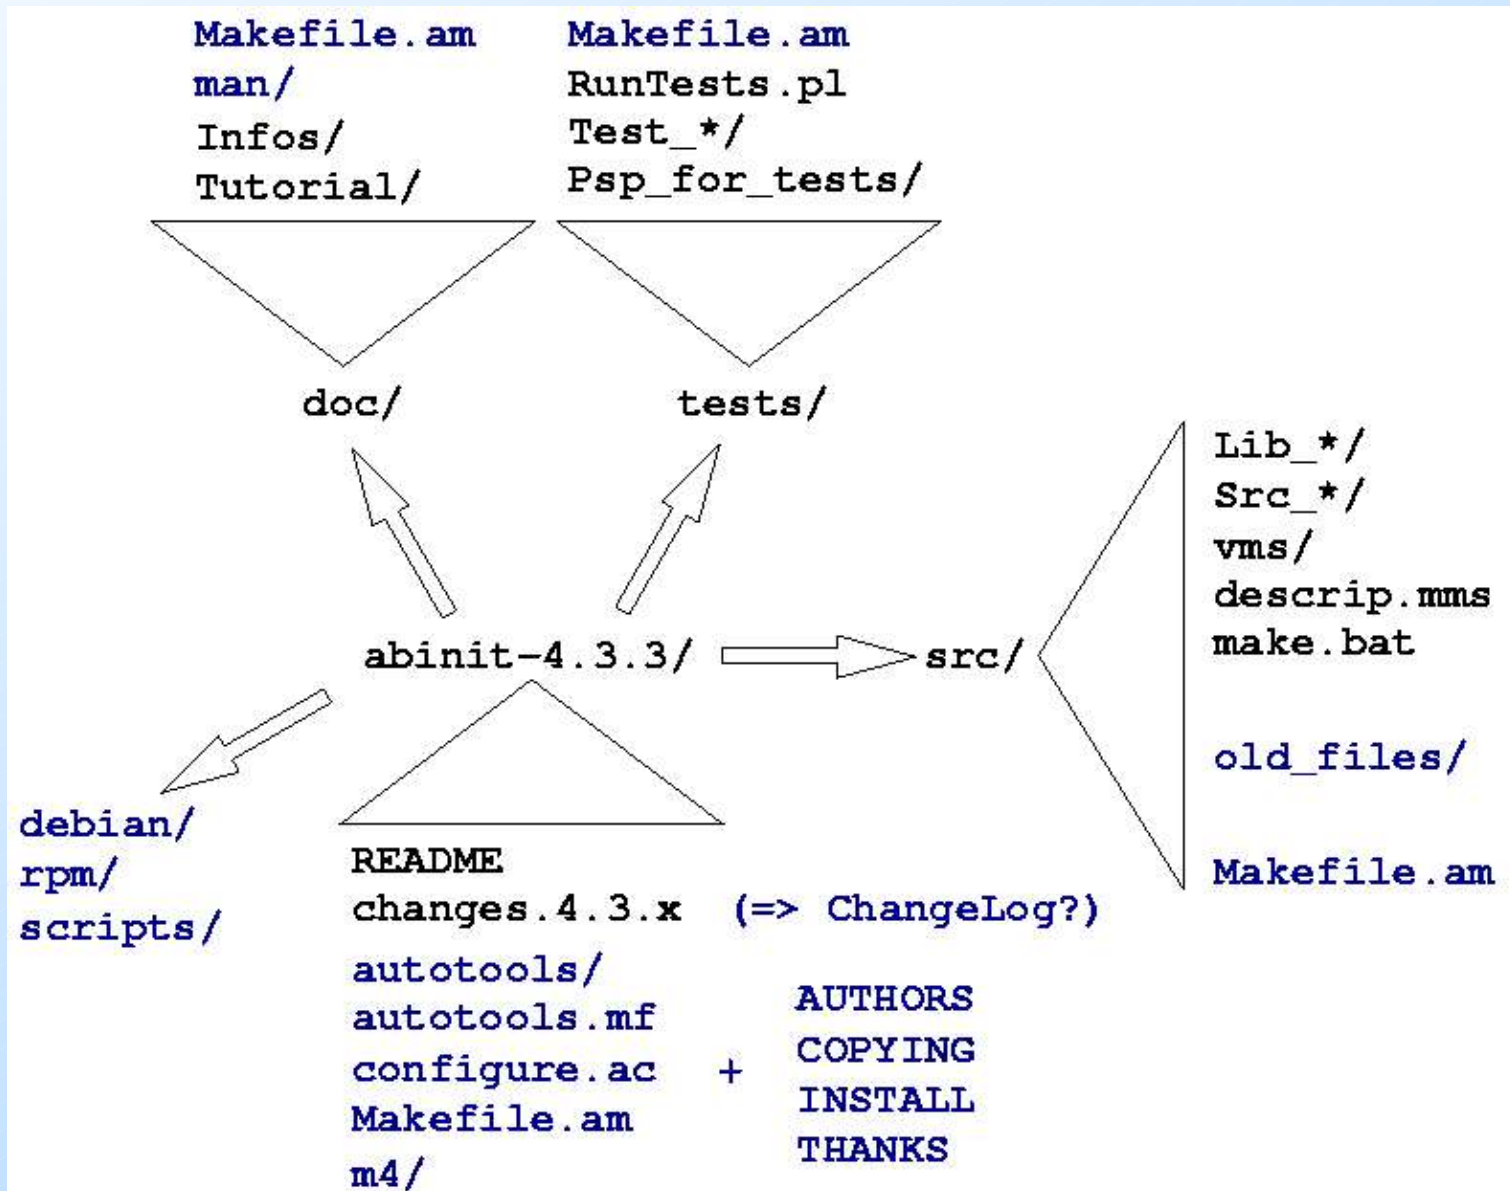 Makefile.am
man/
Infos/
Tutorial/
Makefile.am
RunTests.pl
Test_*/
Psp_for_tests/
doc/
tests/
Lib_*/
Src_*/
vms/
descrip.mms
make.bat
old_files/
Makefile.am
abinit-4.3.3/
src/
debian/
rpm/
scripts/
README
changes.4.3.x (=> ChangeLog?)
autotools/
autotools.mf
configure.ac
Makefile.am
m4/
+
AUTHORS
COPYING
INSTALL
THANKS